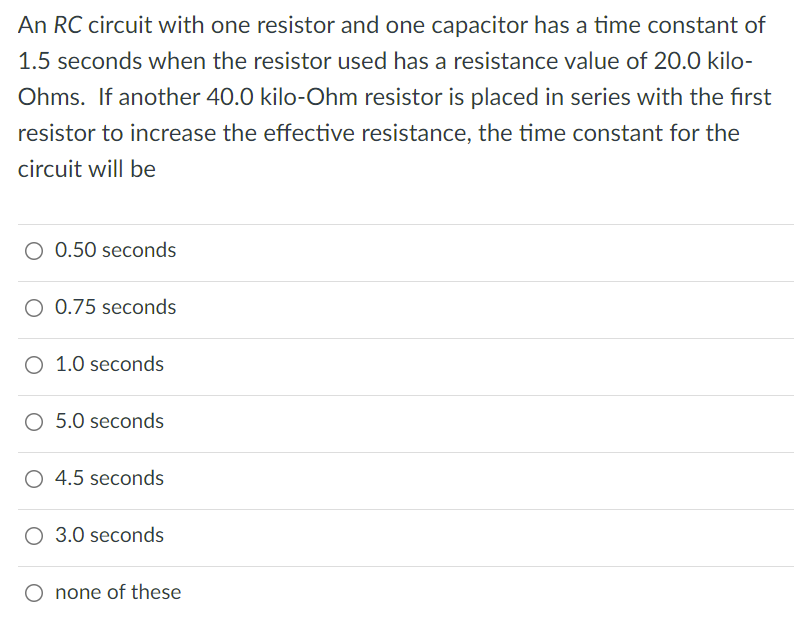 An RC circuit with one resistor and one capacitor has a time constant of
1.5 seconds when the resistor used has a resistance value of 20.0 kilo-
Ohms.  If another 40.0 kilo-Ohm resistor is placed in series with the first
resistor to increase the effective resistance, the time constant for the
circuit will be
0.50 seconds
0.75 seconds
1.0 seconds
5.0 seconds
4.5 seconds
3.0 seconds
none of these